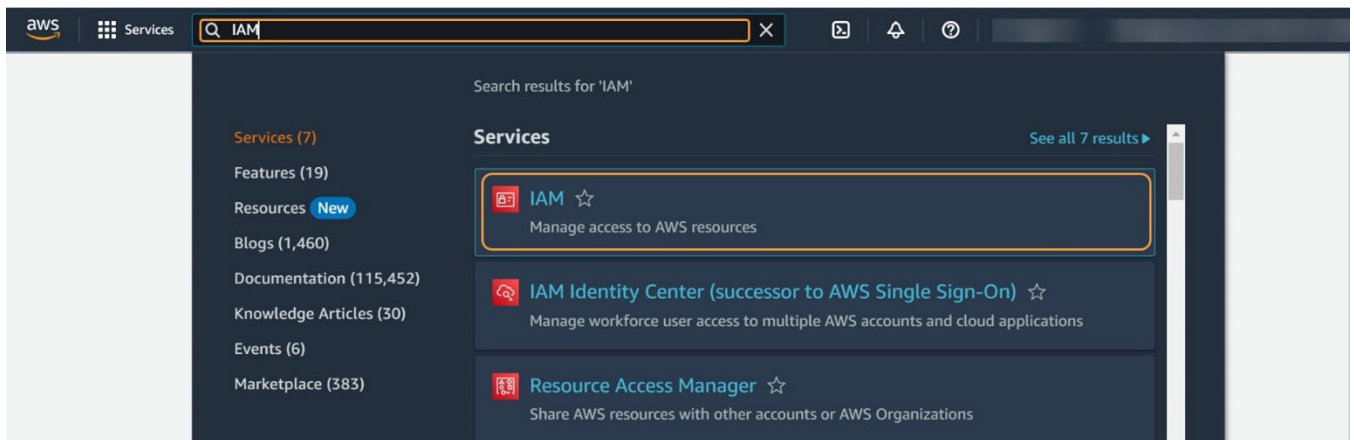 aws
Services
IAM
Search results for 'IAM'
Services (7)
Features (19)
Resources New
Blogs (1,460)
Documentation (115,452)
Knowledge Articles (30)
Events (6)
Marketplace (383)
Services
See all 7 results
IAM
Manage access to AWS resources
IAM Identity Center (successor to AWS Single Sign-On)
Manage workforce user access to multiple AWS accounts and cloud applications
Resource Access Manager
Share AWS resources with other accounts or AWS Organizations